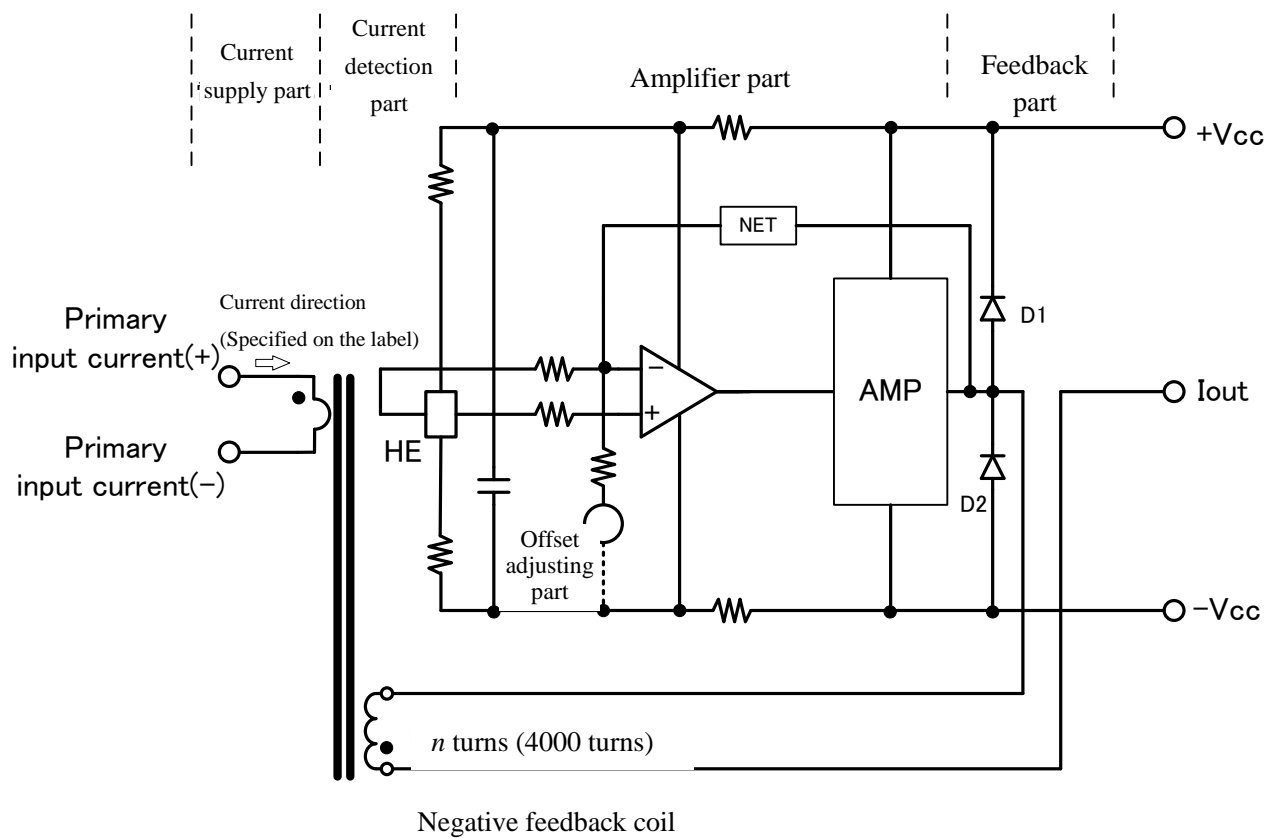 Current
supply part
Current
detection
part
Amplifier part
Feedback
part
+Vcc
NET
Current direction
(Specified on the label)
Primary
input current(+)
Primary
input current(-)
HE
−
+
AMP
D1
D2
Iout
Offset
adjusting
part
-Vcc
n turns (4000 turns)
Negative feedback coil